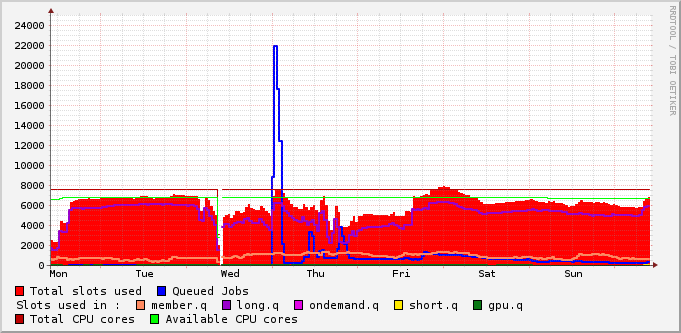 24000
22000
20000
18000
16000
14000
12000
10000
8000
6000
4000
2000
0
Mon Tue Wed Thu Fri Sat Sun
RRDTOOL / TOBI OETIKER
Total slots used Queued Jobs
Slots used in : member.q long.q ondemand.q short.q gpu.q
Total CPU cores Available CPU cores